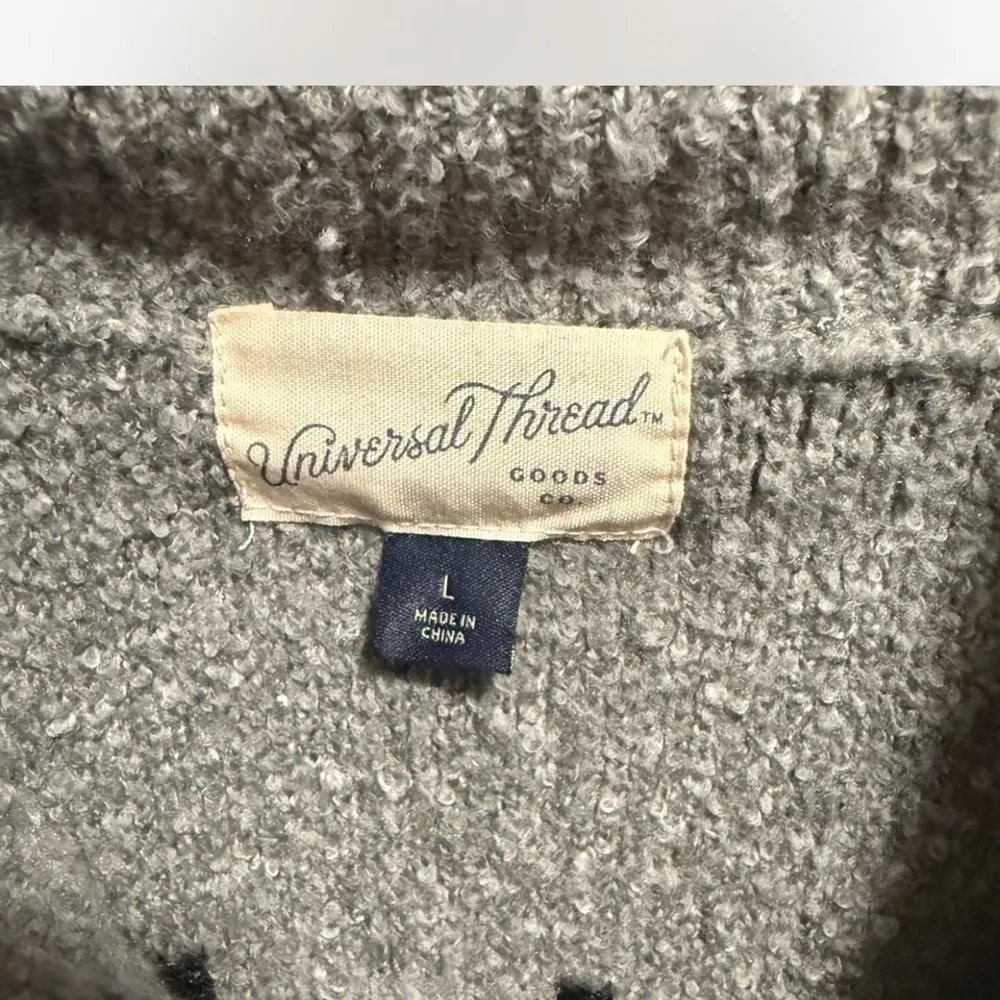 Universal Thread™
GOODS
CO.
L
MADE IN
CHINA